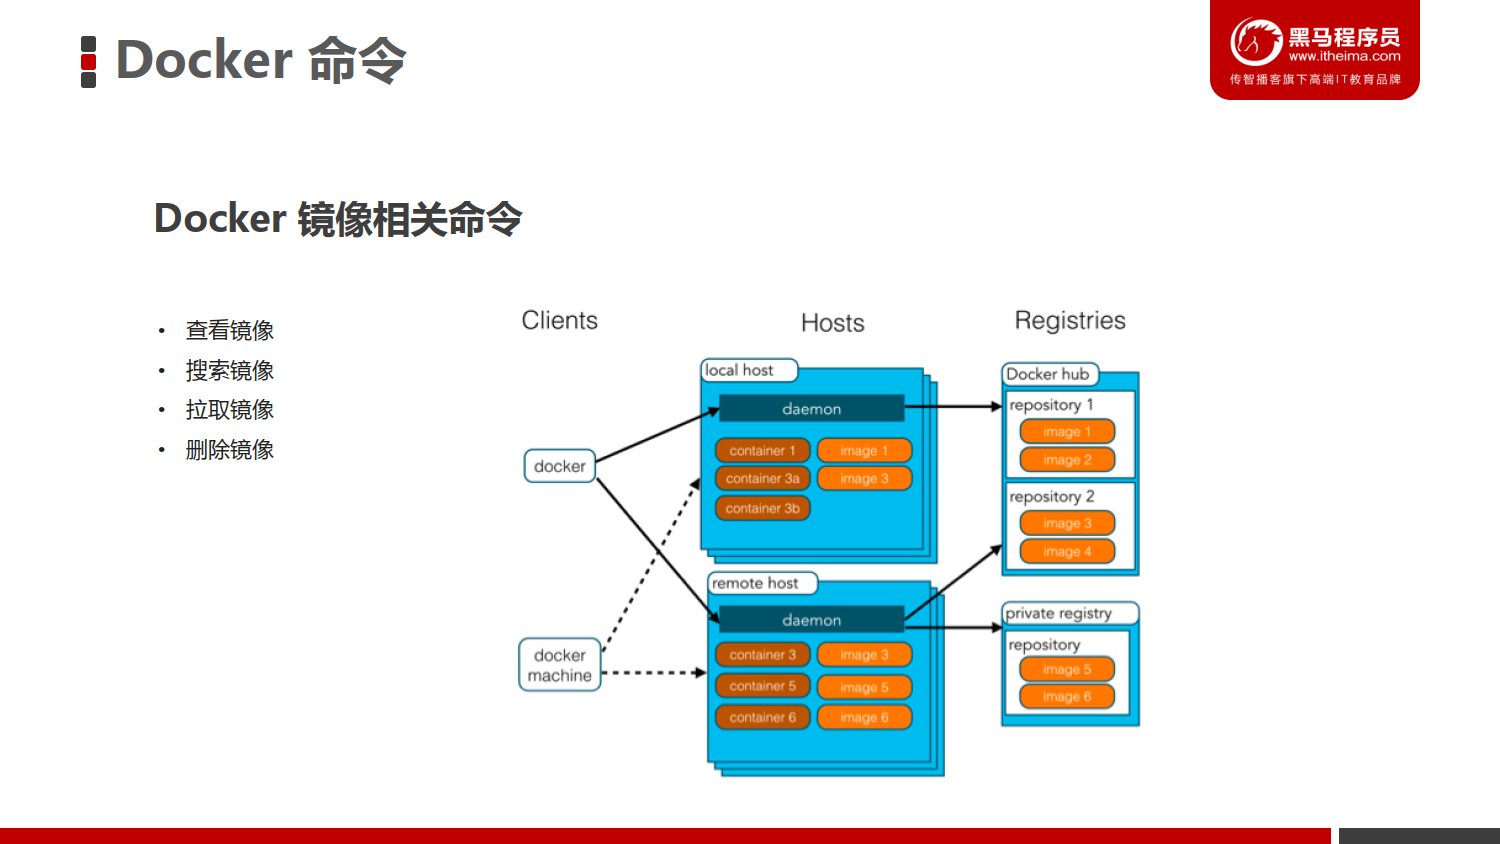 Docker 命令
黑马程序员
www.itheima.com
传智播客旗下高端IT教育品牌
Docker 镜像相关命令
• 查看镜像
• 搜索镜像
• 拉取镜像
• 删除镜像
Clients
Hosts
Registries
docker
docker
machine
local host
daemon
container 1
image 1
container 3a
image 3
container 3b
remote host
daemon
container 3
image 3
container 5
image 5
container 6
image 6
Docker hub
repository 1
image 1
image 2
repository 2
image 3
image 4
private registry
repository
image 5
image 6